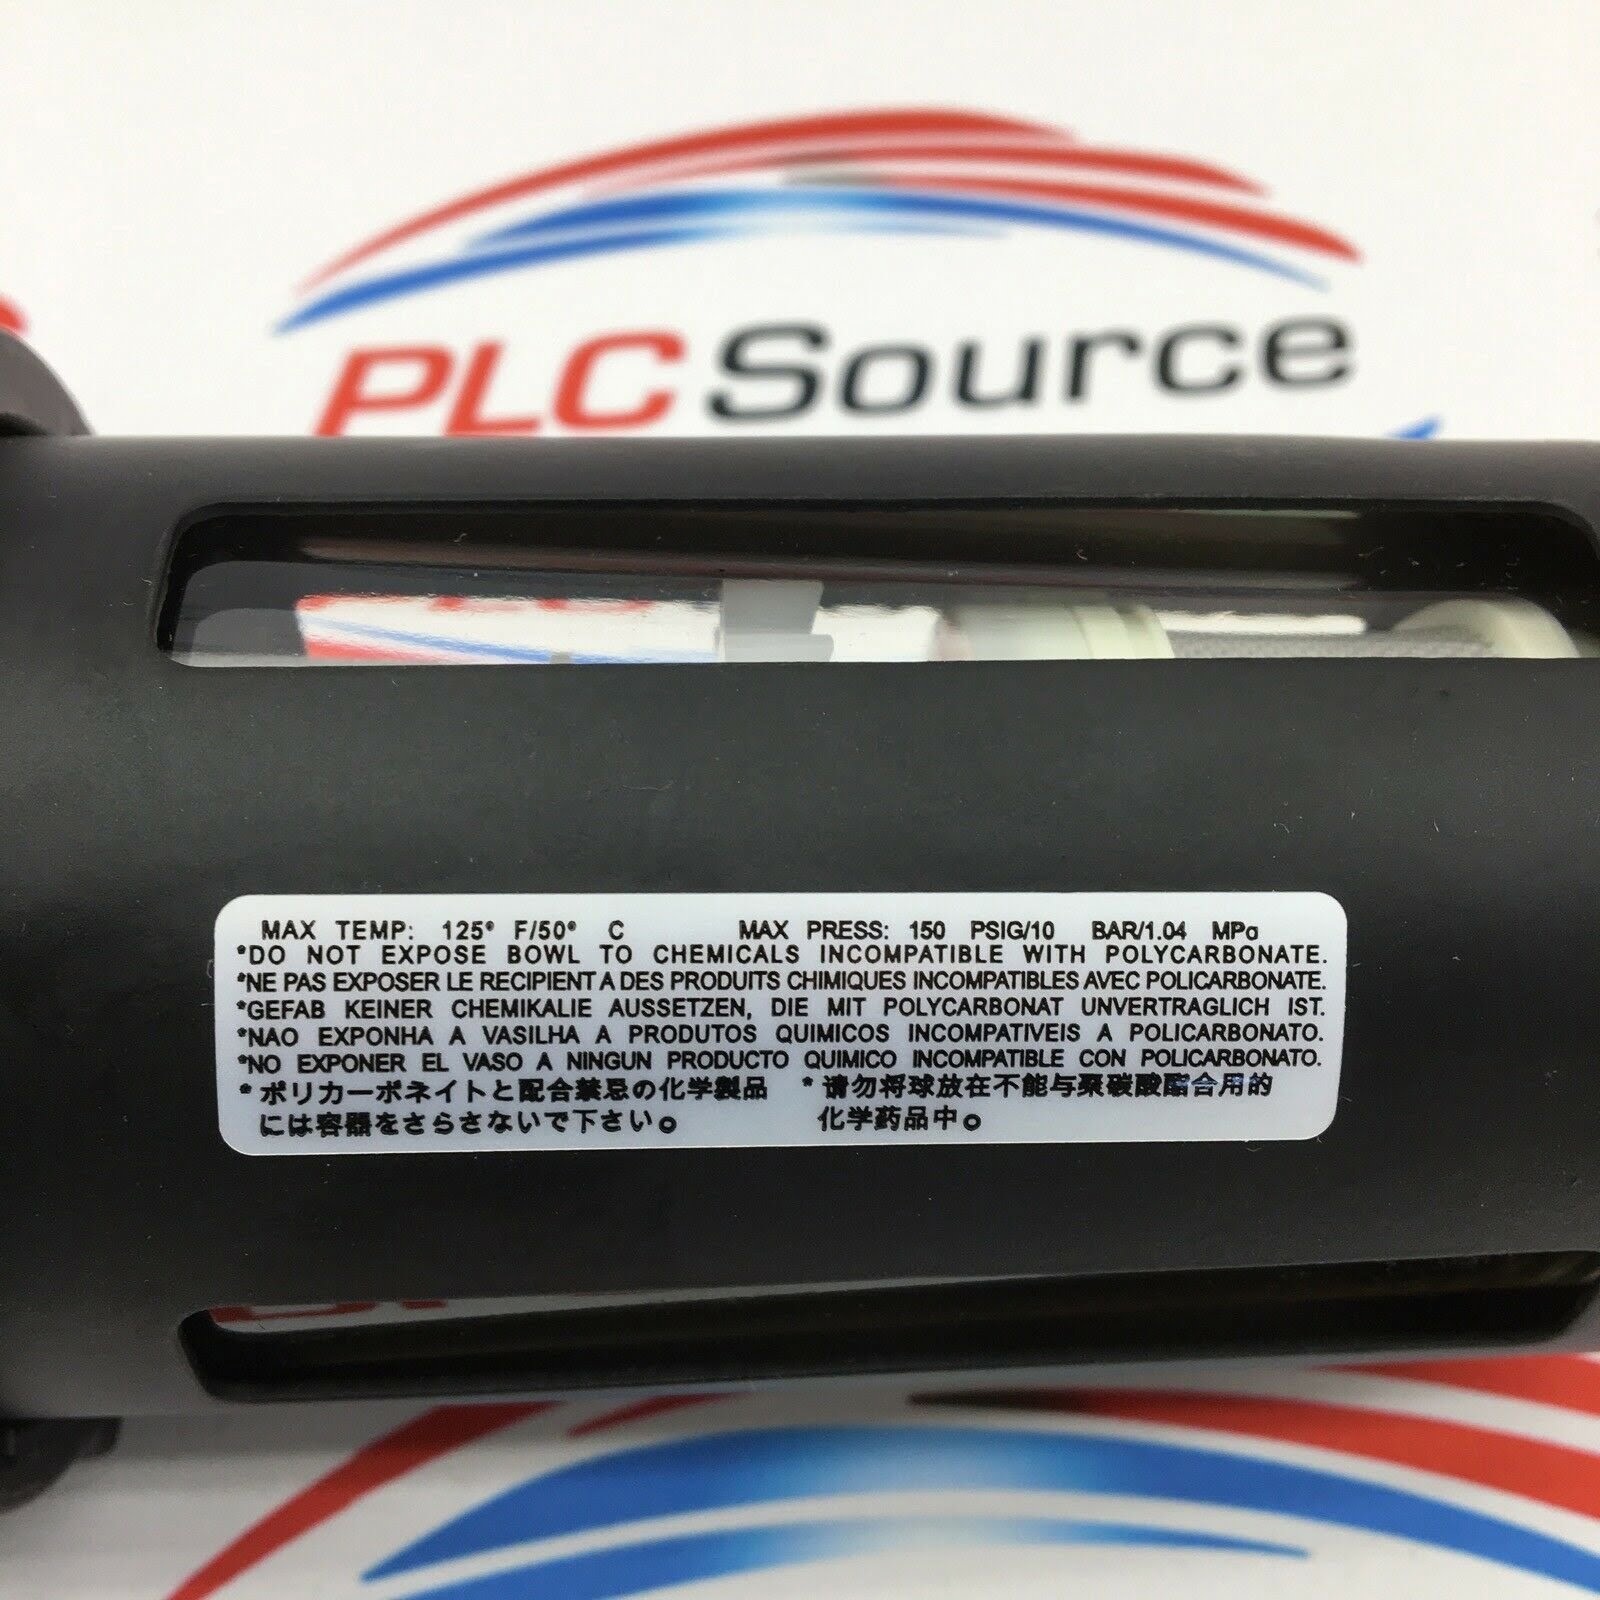 PLC Source
MAX TEMP: 125° F/50° C MAX PRESS: 150 PSIG/10 BAR/1.04 MPa
*DO NOT EXPOSE BOWL TO CHEMICALS INCOMPATIBLE WITH POLYCARBONATE.
*NE PAS EXPOSER LE RECIPIENT A DES PRODUITS CHIMIQUES INCOMPATIBLES AVEC POLICARBONATE.
*GEFAB KEINER CHEMIKALIE AUSSETZEN, DIE MIT POLYCARBONAT UNVERTRAGLICH IST.
*NAO EXPONHA A VASILHA A PRODUTOS QUIMICOS INCOMPATIVEIS A POLICARBONATO.
*NO EXPONER EL VASO A NINGUN PRODUCTO QUIMICO INCOMPATIBLE CON POLICARBONATO.
*ポリカーボネイトと配合禁忌の化学製品
には容器をさらさないで下さい。
*请勿将球放在不能与聚碳酸酯合用的
化学药品中。